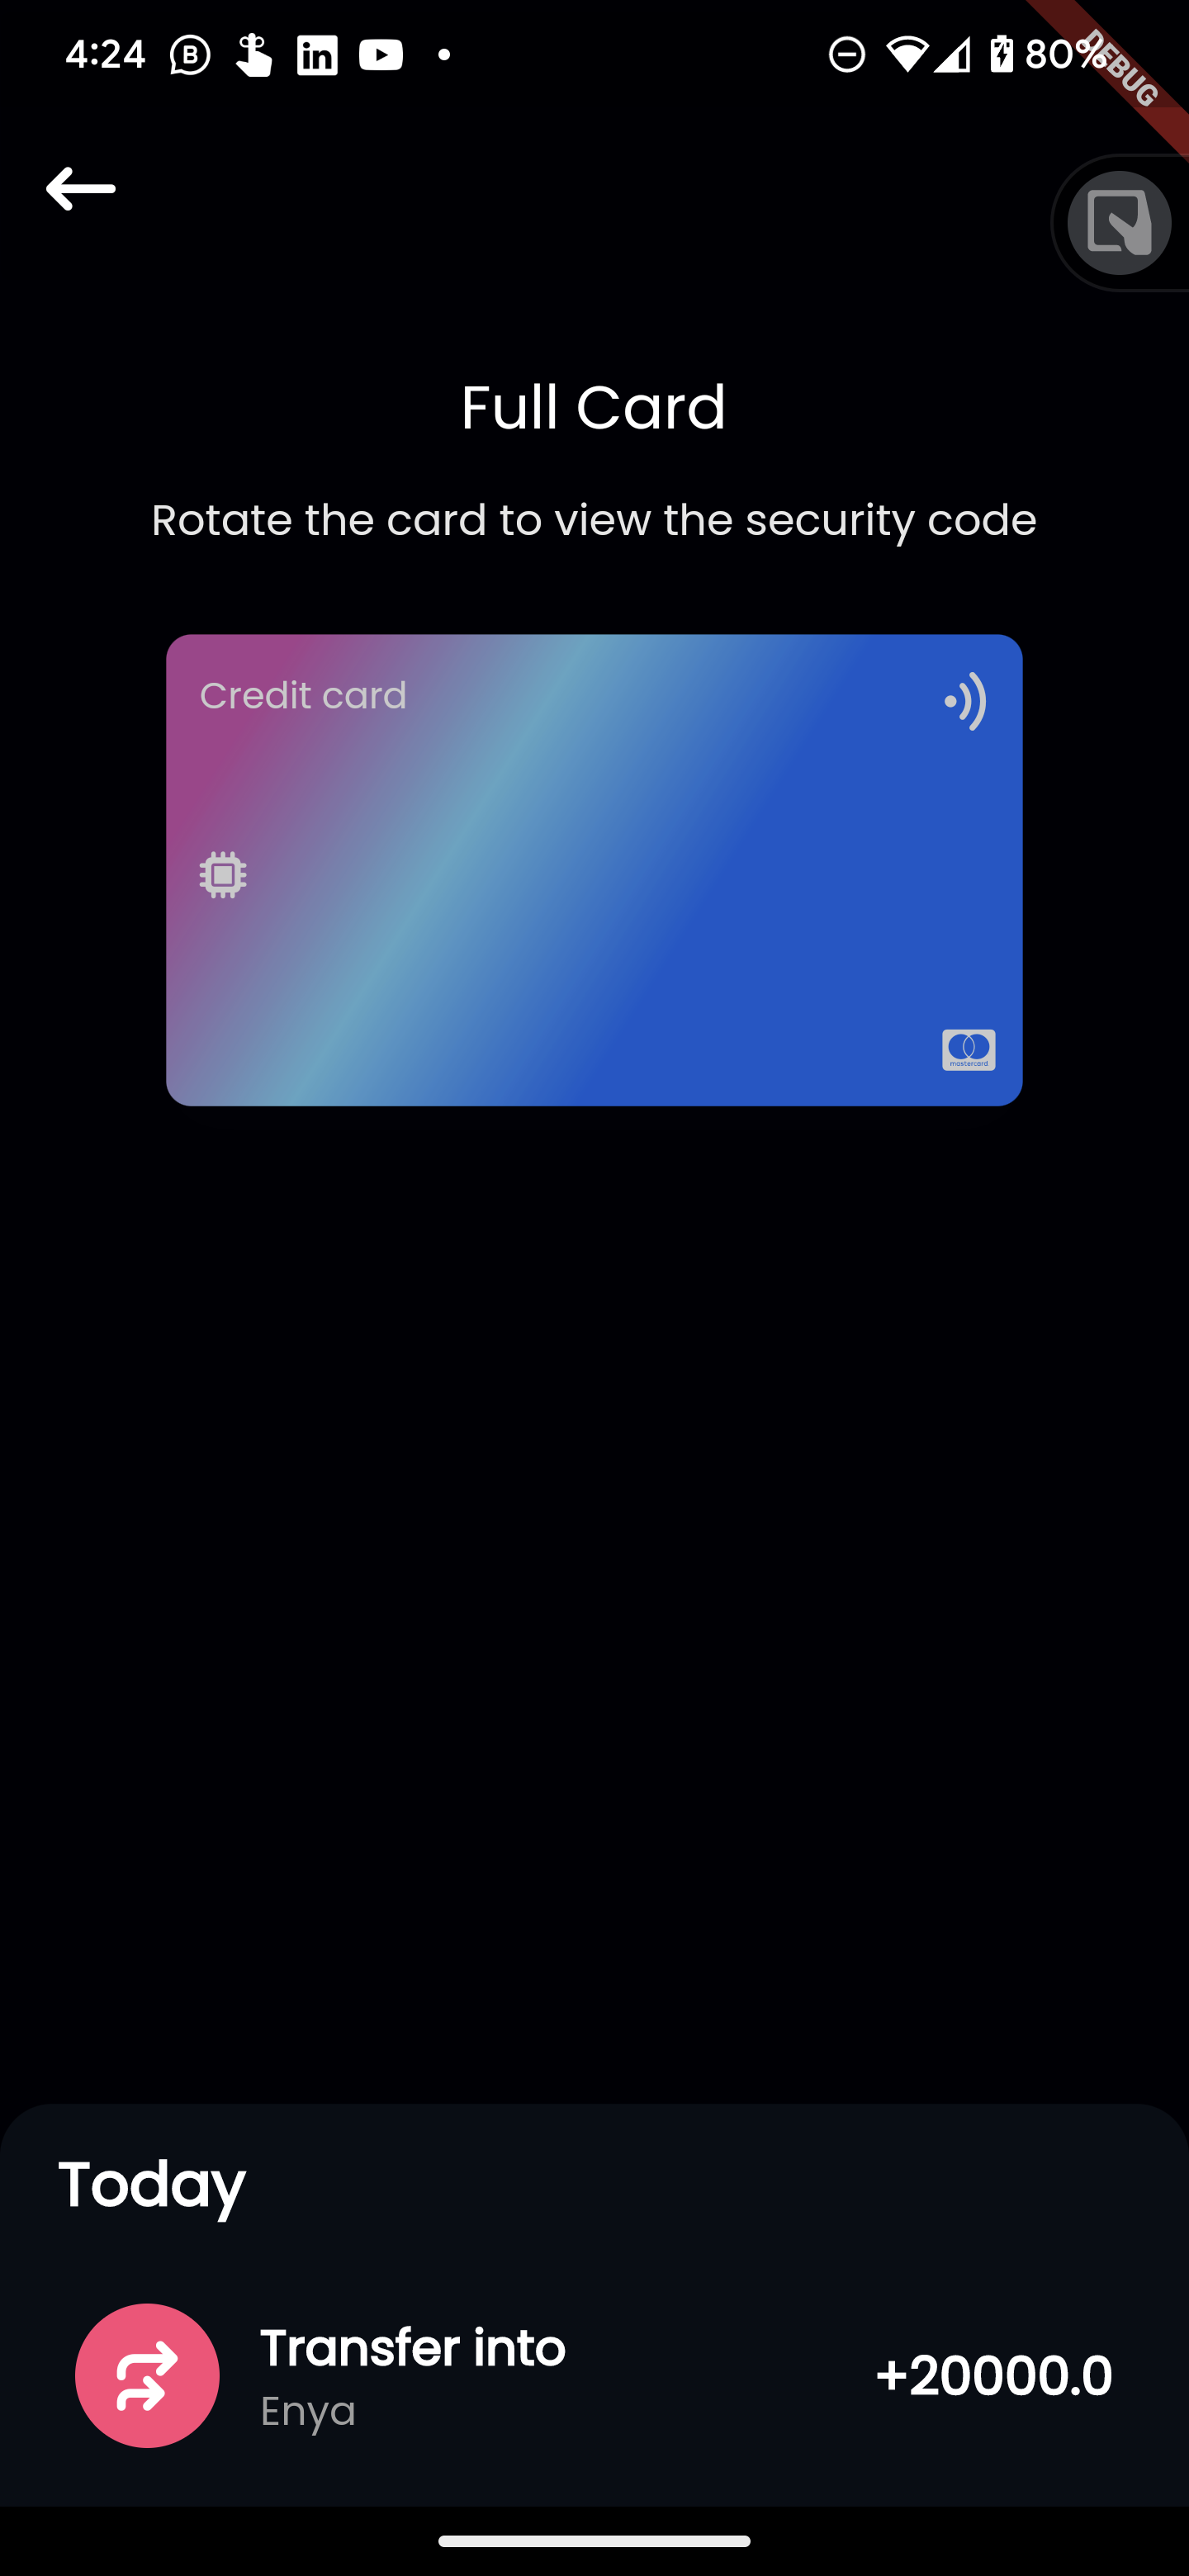 4:24
80%
DEBUG
Full Card
Rotate the card to view the security code
Credit card
mastercard
Today
Transfer into
+20000.0
Enya